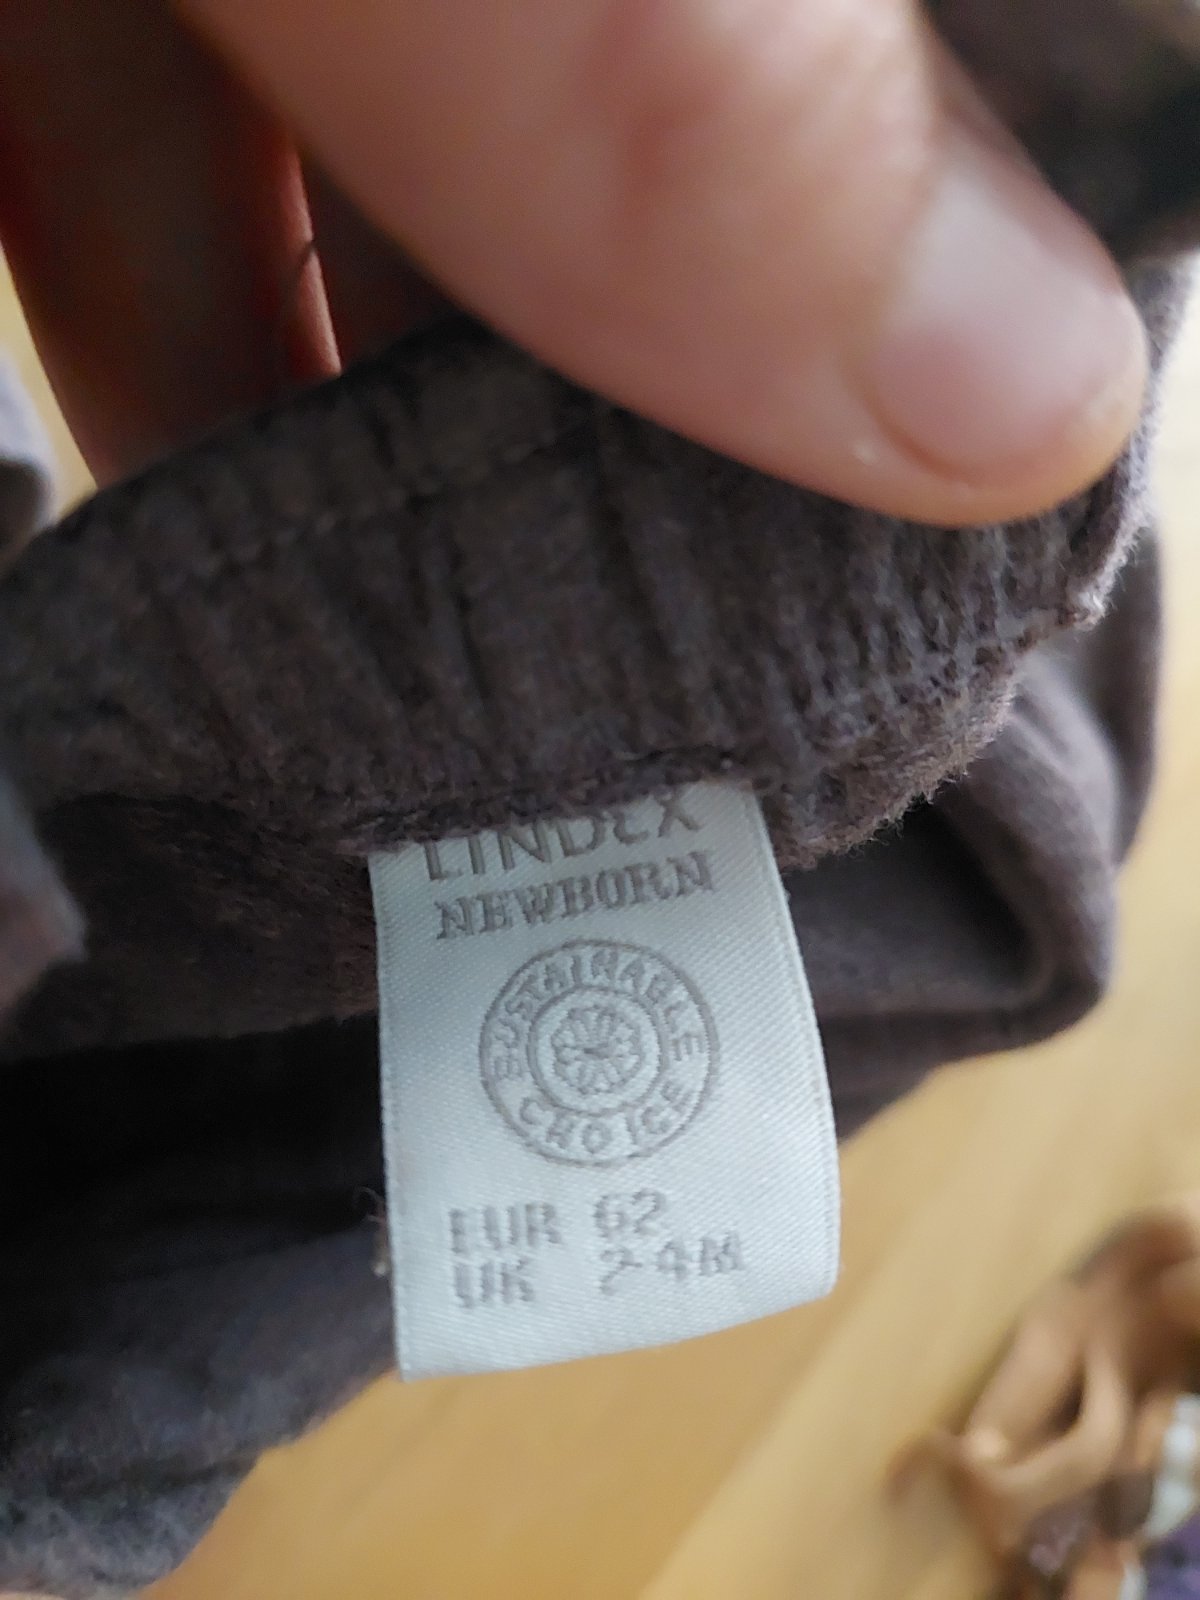 LINDEX
NEWBORN
SUSTAINABLE
CHOICE
EUR 62
UK 2-4M